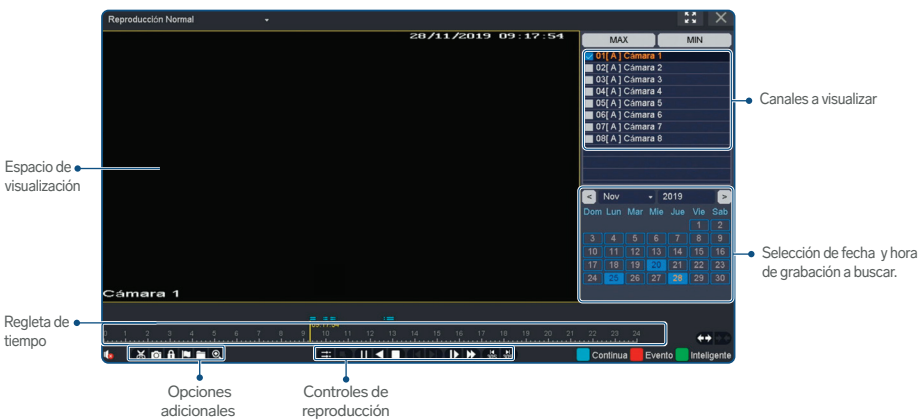 Reproducción Normal
28/11/2019 09:17:54
MAX MIN
01[ A ] Cámara 1
02[ A ] Cámara 2
03[ A ] Cámara 3
04[ A ] Cámara 4
05[ A ] Cámara 5
06[ A ] Cámara 6
07[ A ] Cámara 7
08[ A ] Cámara 8
Canales a visualizar
Espacio de
visualización
< Nov 2019 >
Dom Lun Mar Mie Jue Vie Sab
1 2
3 4 5 6 7 8 9
10 11 12 13 14 15 16
17 18 19 20 21 22 23
24 25 26 27 28 29 30
Selección de fecha y hora
de grabación a buscar.
Cámara 1
Regleta de
tiempo
09:17:54
0 1 2 3 4 5 6 7 8 9 10 11 12 13 14 15 16 17 18 19 20 21 22 23 24
Continua Evento Inteligente
Opciones
adicionales
Controles de
reproducción